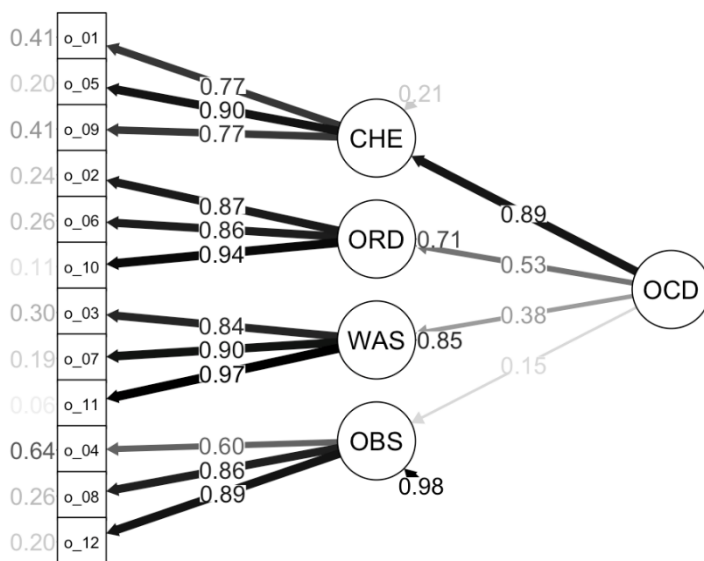 0.41 o_01
0.20 o_05
0.41 o_09
0.24 o_02
0.26 o_06
0.11 o_10
0.30 o_03
0.19 o_07
0.06 o_11
0.64 o_04
0.26 o_08
0.20 o_12
0.77
0.90
0.77
0.87
0.86
0.94
0.84
0.90
0.97
0.60
0.86
0.89
0.21
CHE
ORD 0.71
WAS 0.85
OBS
0.98
0.89
0.53
0.38
0.15
OCD